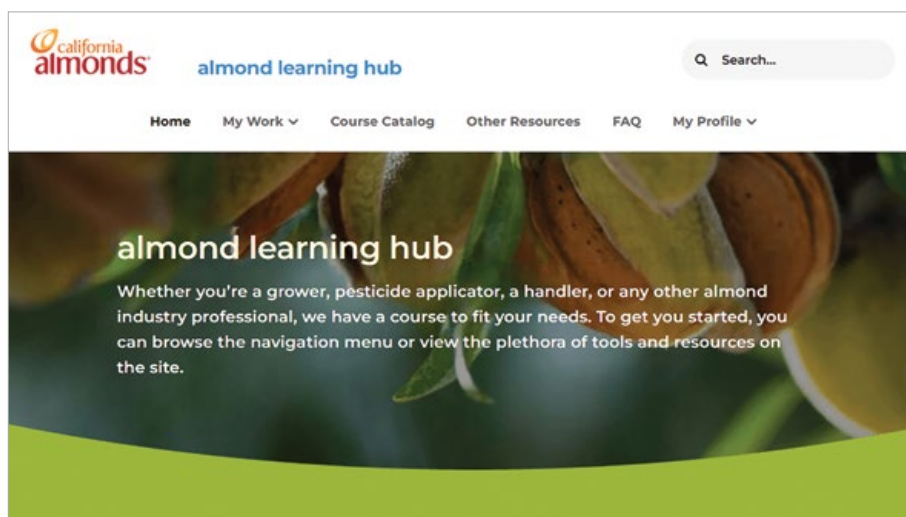 california
almonds
almond learning hub
Search...
Home My Work Course Catalog Other Resources FAQ My Profile
almond learning hub
Whether you're a grower, pesticide applicator, a handler, or any other almond
industry professional, we have a course to fit your needs. To get you started, you
can browse the navigation menu or view the plethora of tools and resources on
the site.